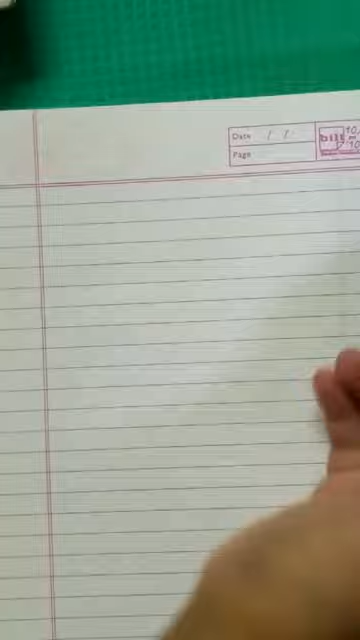 Date / /
Page
bilt